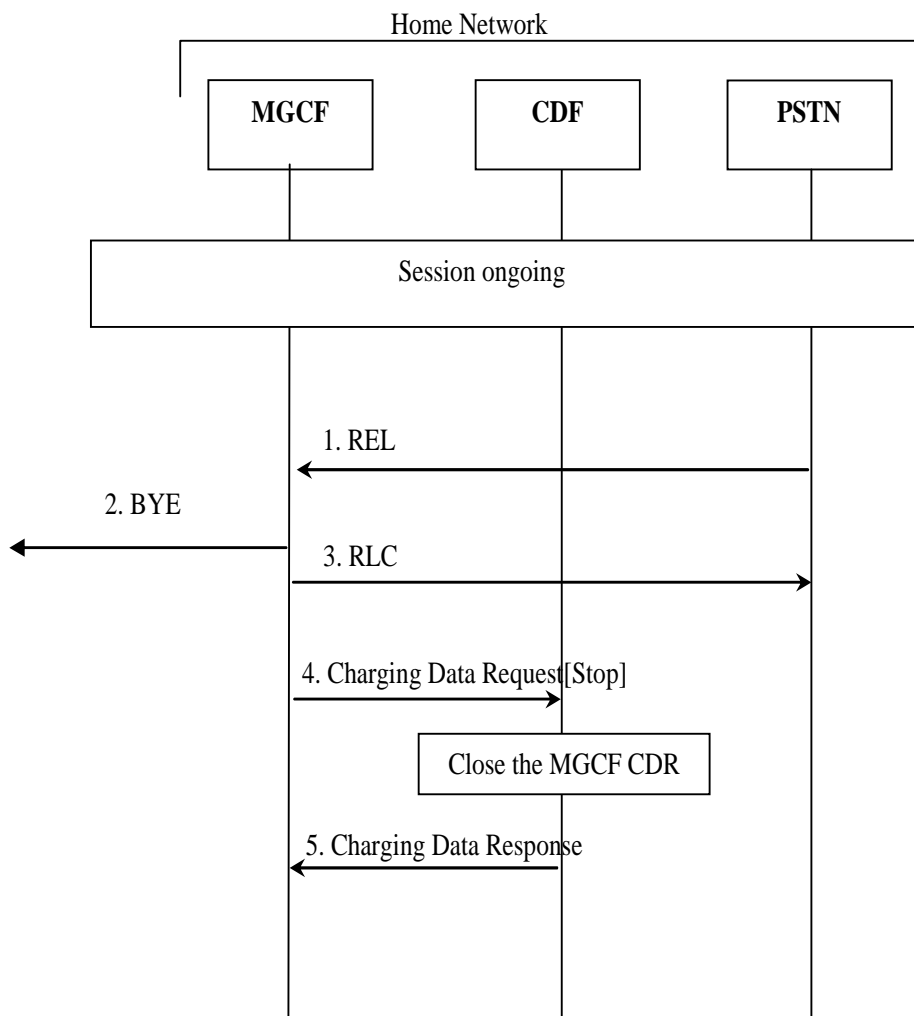 Home Network
MGCF
CDF
PSTN
Session ongoing
1. REL
2. BYE
3. RLC
4. Charging Data Request[Stop]
Close the MGCF CDR
5. Charging Data Response